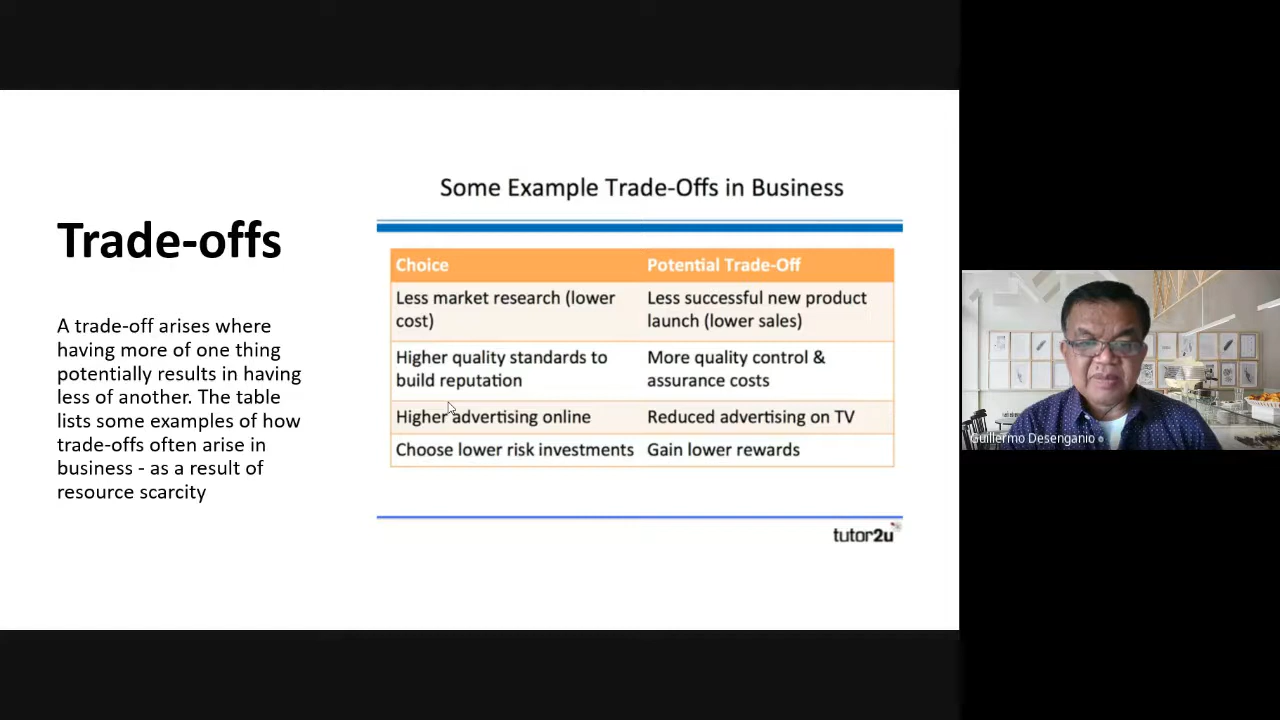 Trade-offs
A trade-off arises where
having more of one thing
potentially results in having
less of another. The table
lists some examples of how
trade-offs often arise in
business - as a result of
resource scarcity
Some Example Trade-Offs in Business
Choice Potential Trade-Off
Less market research (lower
cost)
Less successful new product
launch (lower sales)
Higher quality standards to
build reputation
More quality control &
assurance costs
Higher advertising online Reduced advertising on TV
Choose lower risk investments Gain lower rewards
tutor2u
Guillermo Desenganio